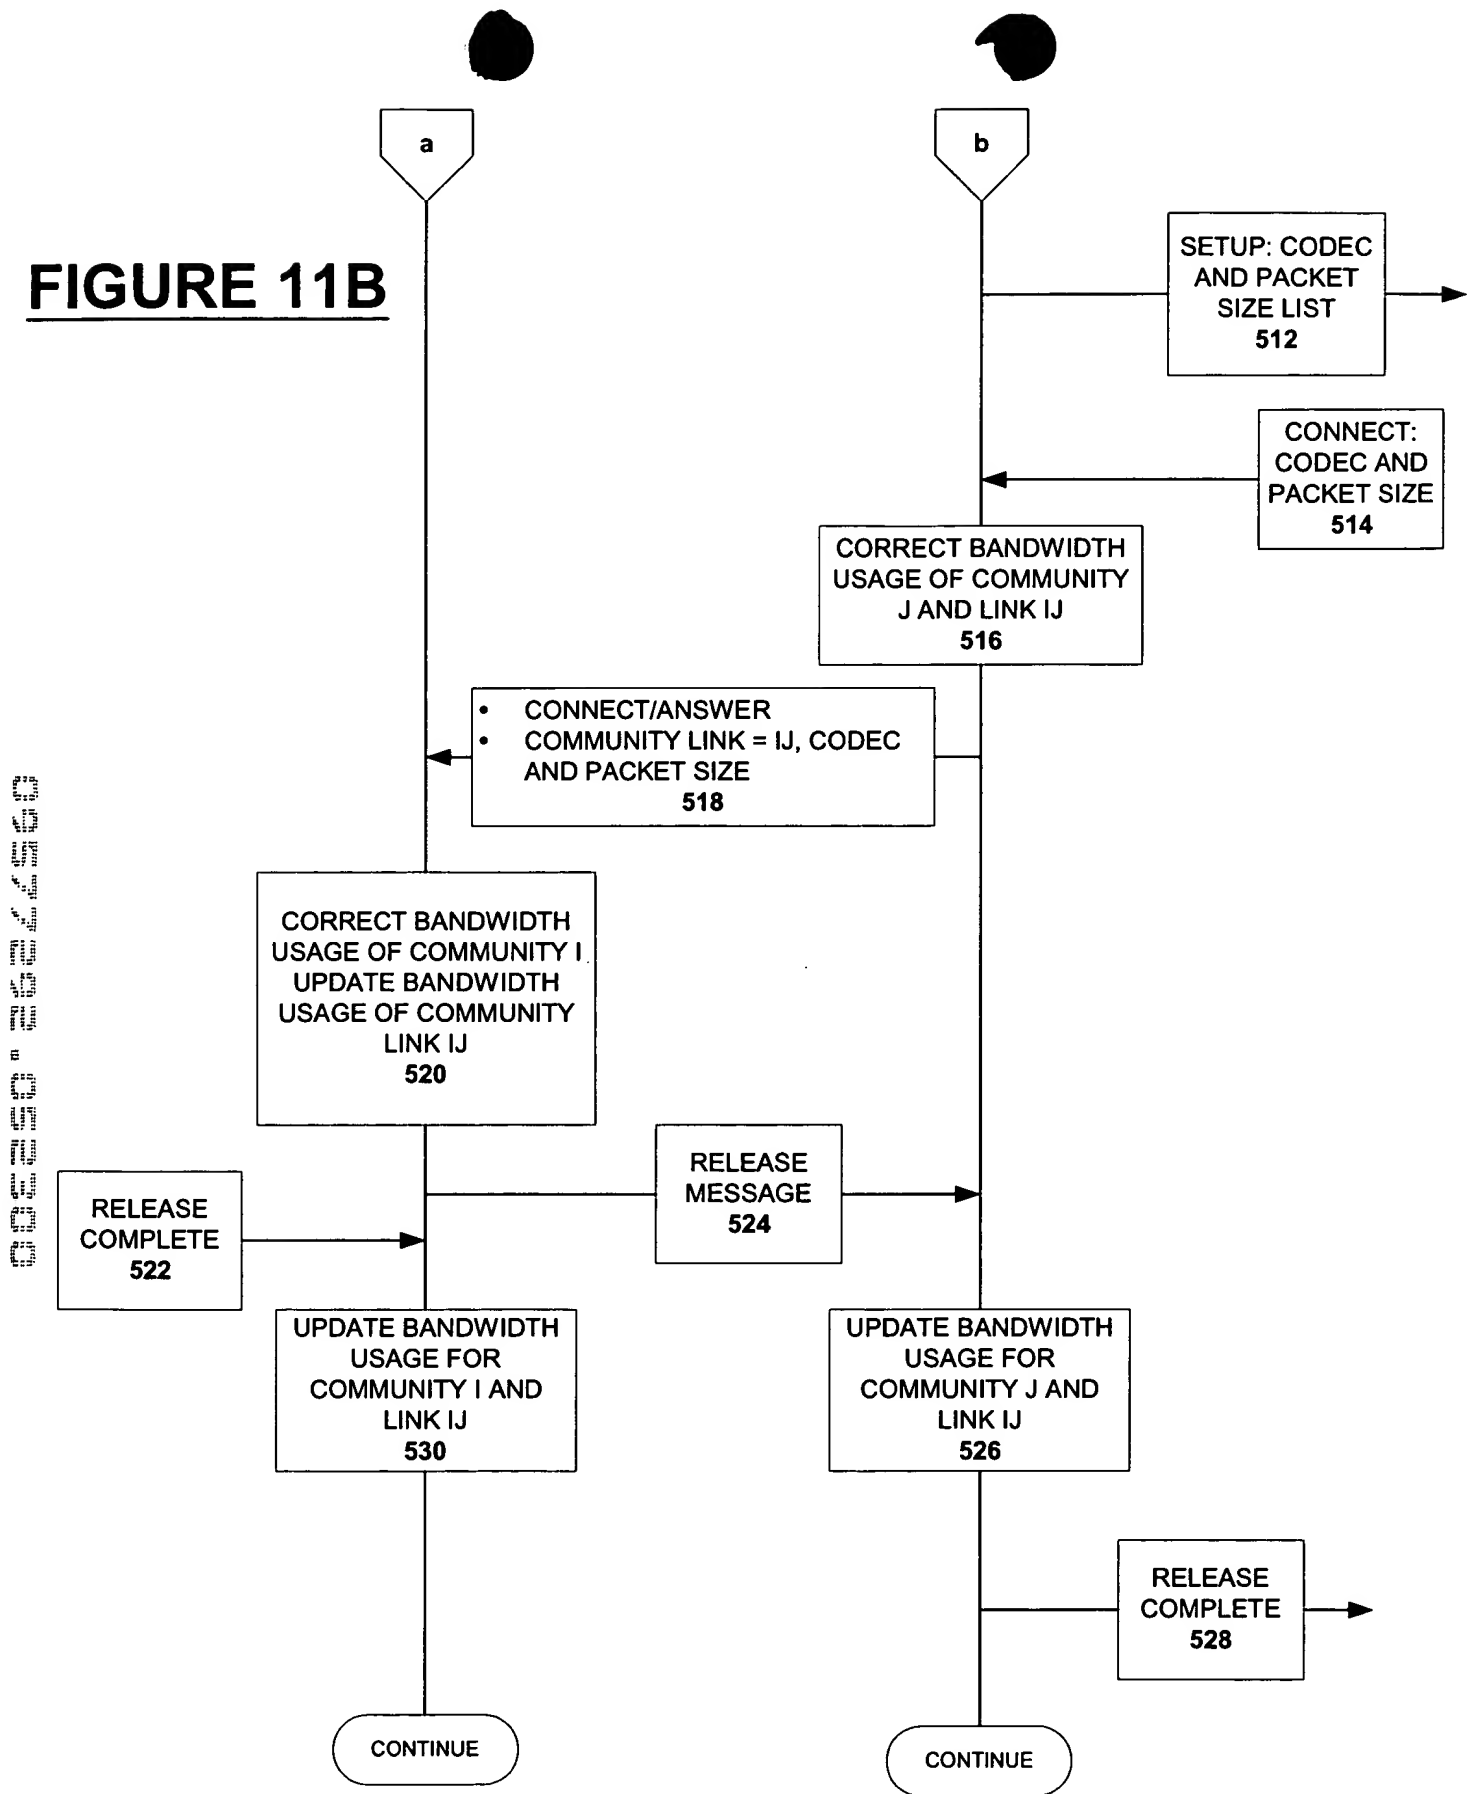 a
b
FIGURE 11B
SETUP: CODEC
AND PACKET
SIZE LIST
512
CONNECT:
CODEC AND
PACKET SIZE
514
CORRECT BANDWIDTH
USAGE OF COMMUNITY
J AND LINK IJ
516
• CONNECT/ANSWER
• COMMUNITY LINK = IJ, CODEC
AND PACKET SIZE
518
CORRECT BANDWIDTH
USAGE OF COMMUNITY I
UPDATE BANDWIDTH
USAGE OF COMMUNITY
LINK IJ
520
RELEASE
COMPLETE
522
RELEASE
MESSAGE
524
UPDATE BANDWIDTH
USAGE FOR
COMMUNITY I AND
LINK IJ
530
UPDATE BANDWIDTH
USAGE FOR
COMMUNITY J AND
LINK IJ
526
RELEASE
COMPLETE
528
CONTINUE
CONTINUE